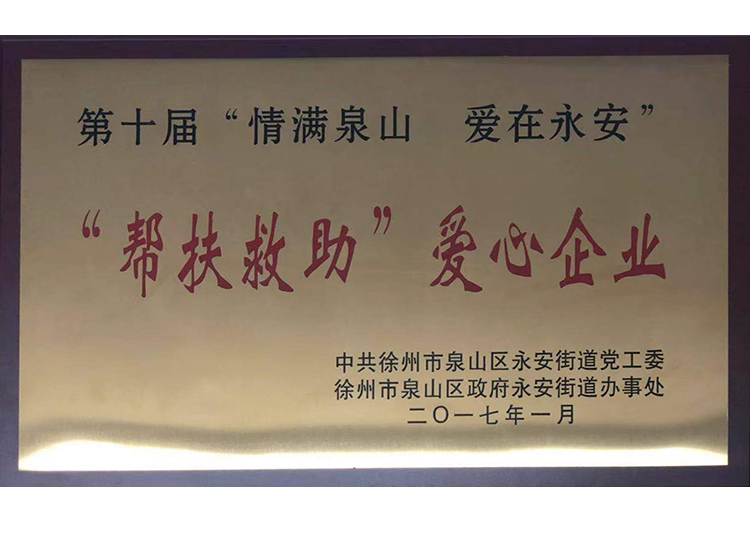 第十届“情满泉山 爱在永安”
“帮扶救助”爱心企业
中共徐州市泉山区永安街道党工委
徐州市泉山区政府永安街道办事处
二〇一七年一月